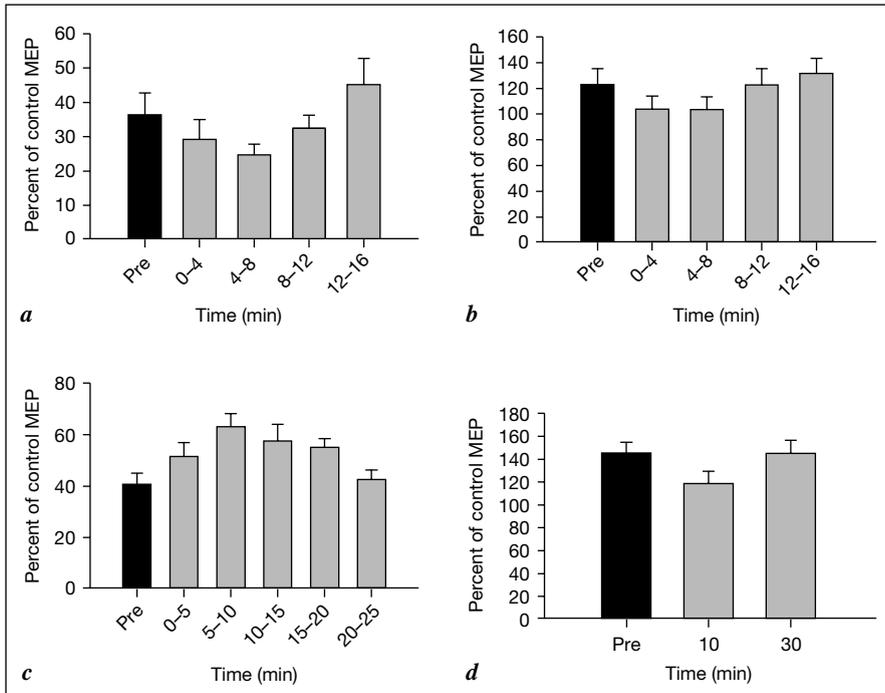 60
50
40
30
20
10
0
Percent of control MEP
Pre
0–4
4–8
8–12
12–16
Time (min)
a
160
140
120
100
80
60
40
20
0
Percent of control MEP
Pre
0–4
4–8
8–12
12–16
Time (min)
b
80
60
40
20
0
Percent of control MEP
Pre
0–5
5–10
10–15
15–20
20–25
Time (min)
c
180
160
140
120
100
80
60
40
20
0
Percent of control MEP
Pre
10
30
Time (min)
d